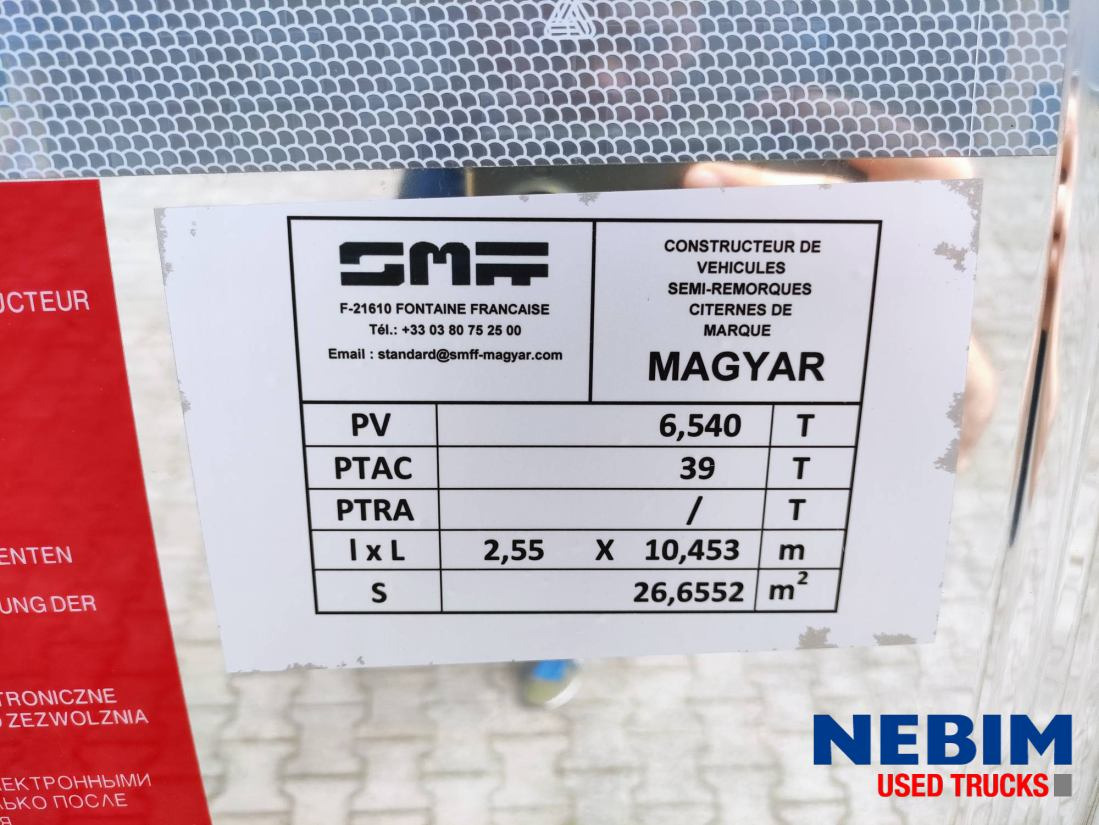 SMFF
F-21610 FONTAINE FRANCAISE
Tél.: +33 03 80 75 25 00
Email : standard@smff-magyar.com
CONSTRUCTEUR DE
VEHICULES
SEMI-REMORQUES
CITERNES DE
MARQUE
MAGYAR
PV 6,540 T
PTAC 39 T
PTRA / T
l x L 2,55 X 10,453 m
S 26,6552 m²
UCTEUR
ENTEN
UNG DER
TRONICZNE
ZEZWOLZNIA
ЛЕКТРОННЫМИ
ЬКО ПОСЛЕ
NEBIM
USED TRUCKS